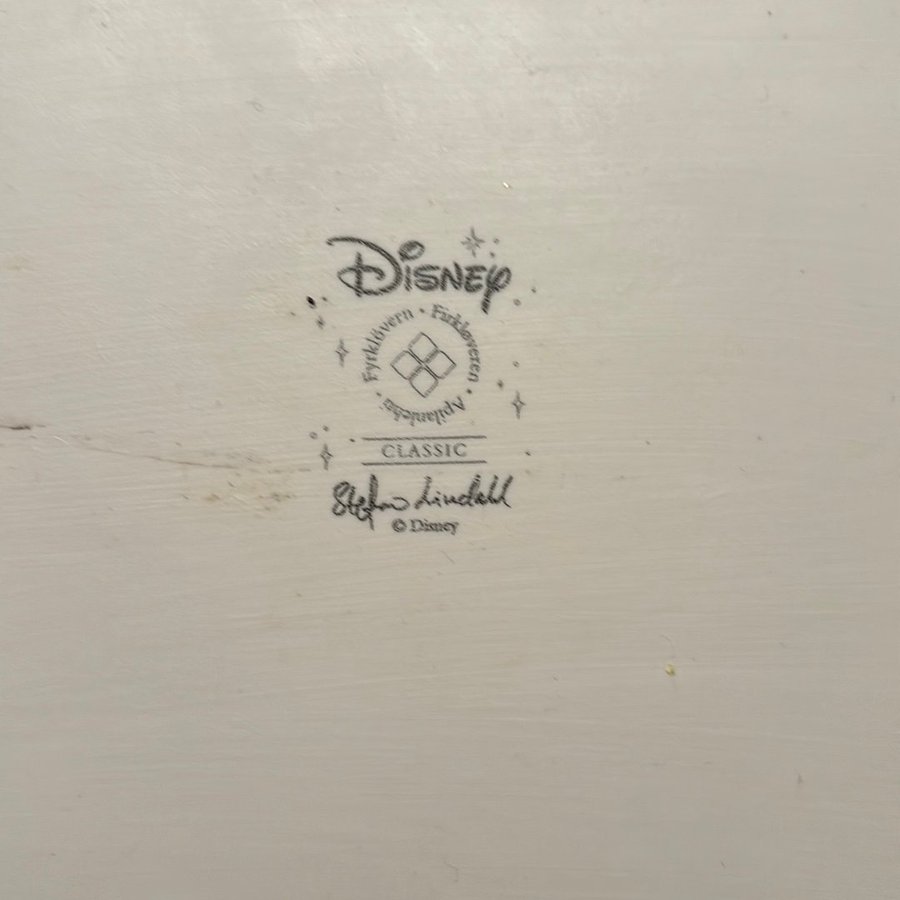 Disney
Fyrklövern • Firkløveren • Apilanlehti •
CLASSIC
Stefan Lindahl
© Disney